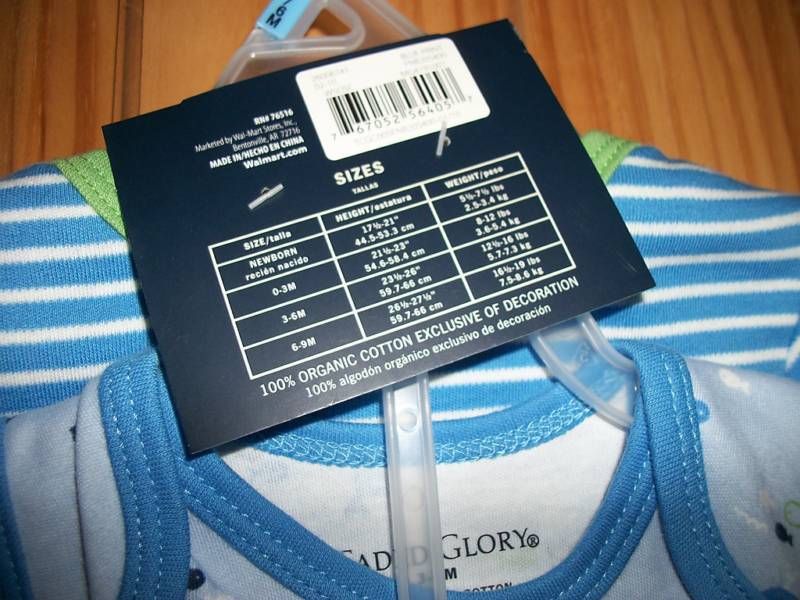 6M
RN# 76516
Marketed by Wal-Mart Stores, Inc.,
Bentonville, AR 72716
MADE IN/HECHO EN CHINA
Walmart.com
7 67052 56405 7
SIZES
TALLAS
SIZE/talla HEIGHT/estatura WEIGHT/peso
NEWBORN recién nacido 17½-21" 44.5-53.3 cm 5½-7½ lbs 2.5-3.4 kg
0-3M 21½-23" 54.6-58.4 cm 8-12 lbs 3.6-5.4 kg
3-6M 23½-26" 59.7-66 cm 12½-16 lbs 5.7-7.3 kg
6-9M 26½-27½" 59.7-66 cm 16½-19 lbs 7.5-8.6 kg
100% ORGANIC COTTON EXCLUSIVE OF DECORATION
100% algodón orgánico exclusivo de decoración
GLORY®
M
COTTON